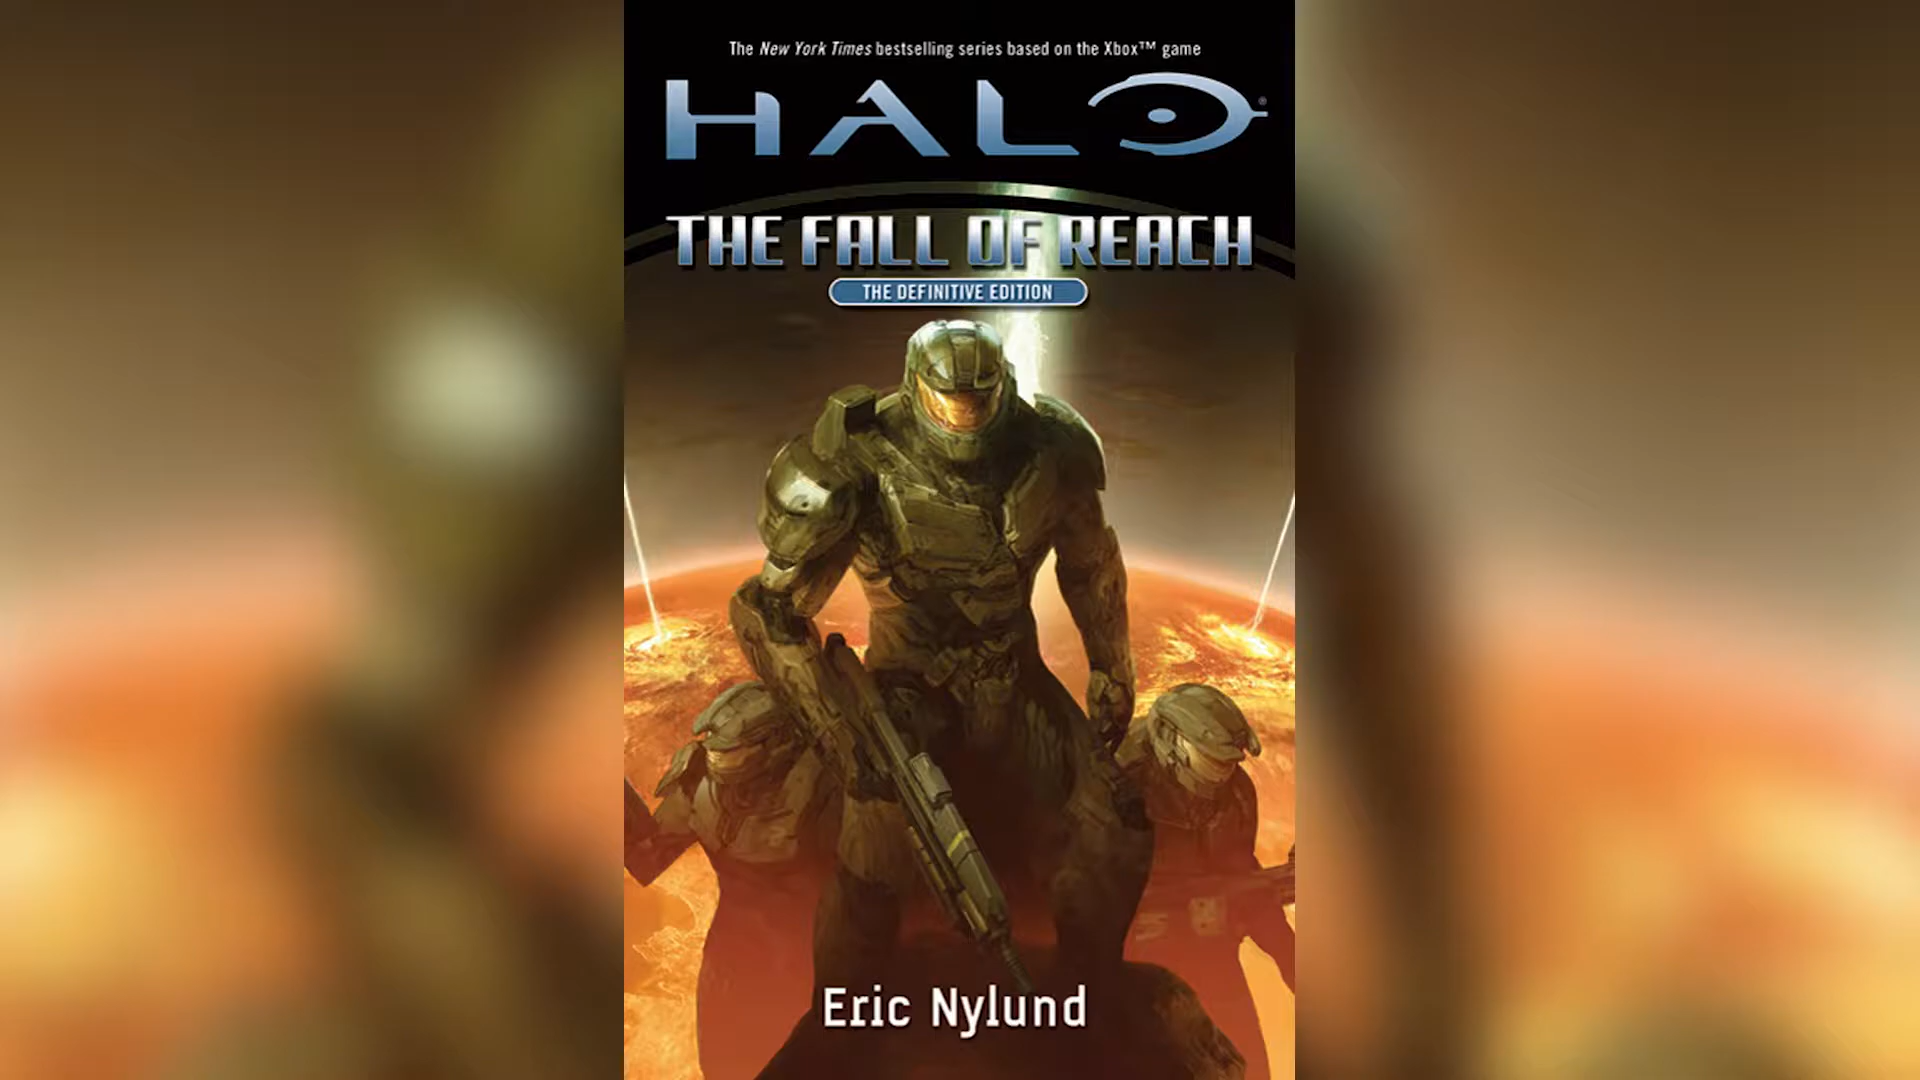 The New York Times bestselling series based on the Xbox™ game
HALO®
THE FALL OF REACH
THE DEFINITIVE EDITION
Eric Nylund